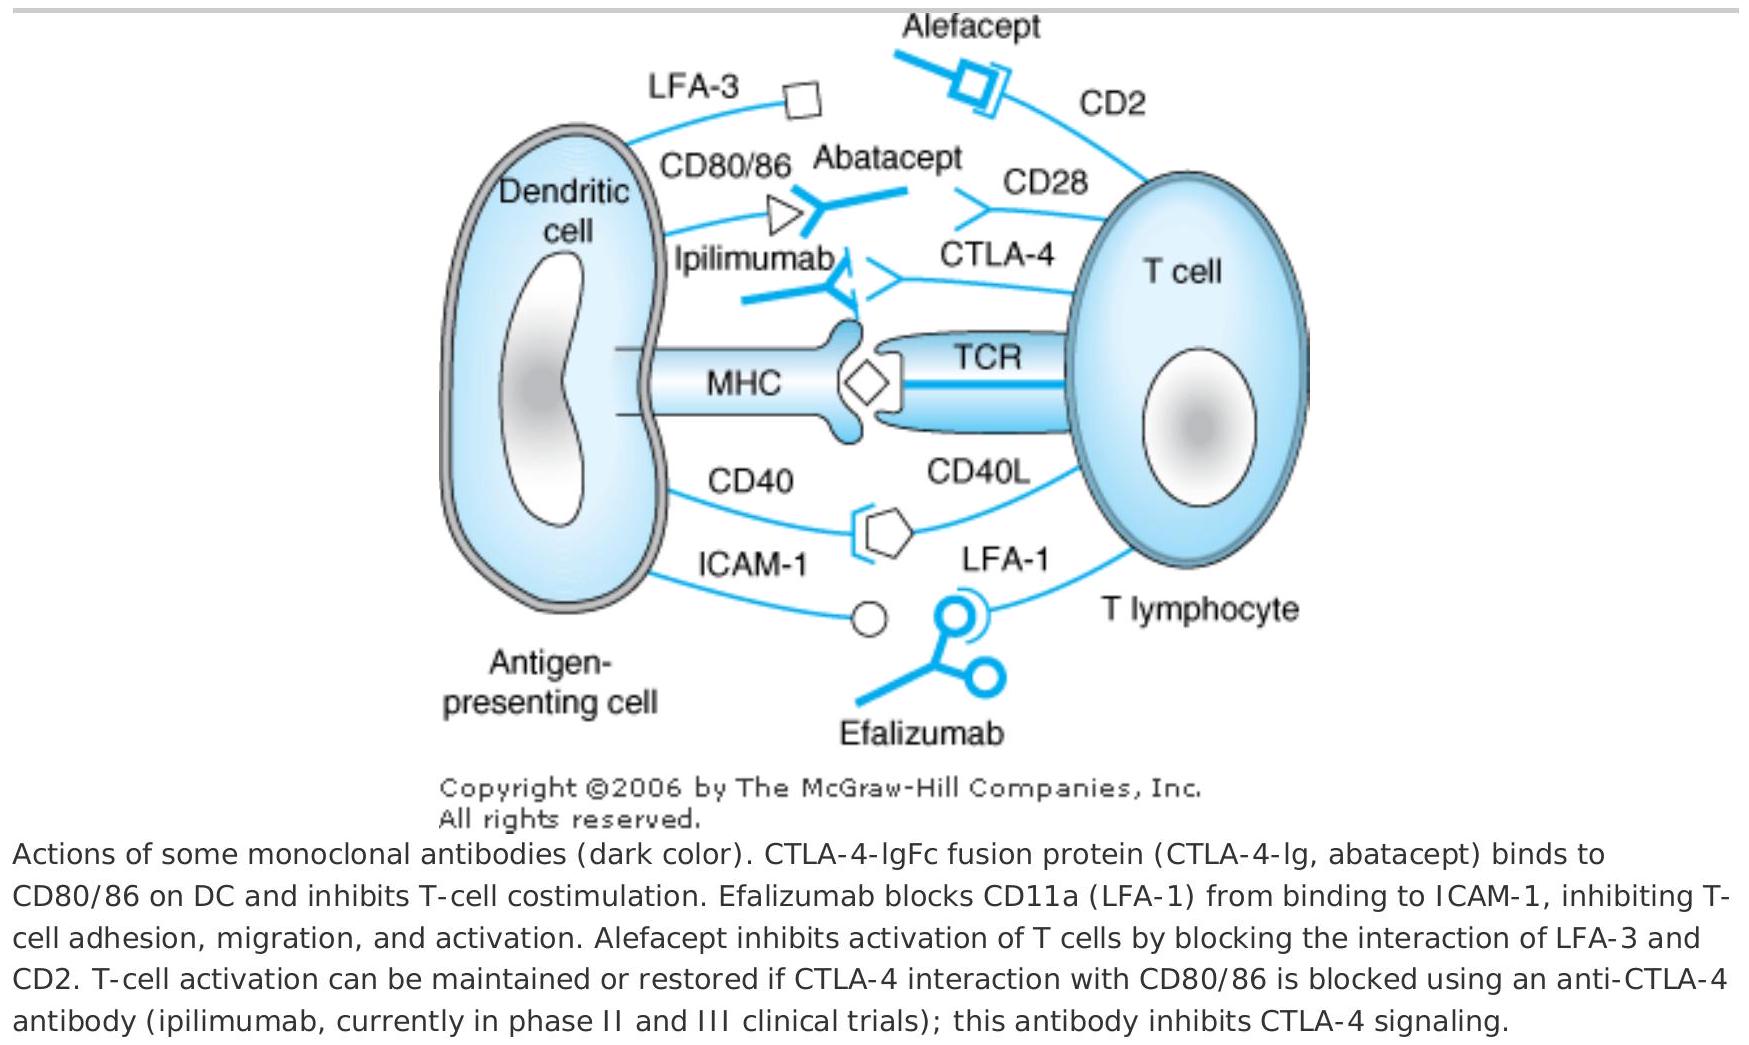 Alefacept
LFA-3
CD2
CD80/86
Abatacept
CD28
Dendritic
cell
Ipilimumab
CTLA-4
T cell
MHC
TCR
CD40
CD40L
ICAM-1
LFA-1
T lymphocyte
Antigen-
presenting cell
Efalizumab
Copyright ©2006 by The McGraw-Hill Companies, Inc.
All rights reserved.
Actions of some monoclonal antibodies (dark color). CTLA-4-IgFc fusion protein (CTLA-4-Ig, abatacept) binds to
CD80/86 on DC and inhibits T-cell costimulation. Efalizumab blocks CD11a (LFA-1) from binding to ICAM-1, inhibiting T-
cell adhesion, migration, and activation. Alefacept inhibits activation of T cells by blocking the interaction of LFA-3 and
CD2. T-cell activation can be maintained or restored if CTLA-4 interaction with CD80/86 is blocked using an anti-CTLA-4
antibody (ipilimumab, currently in phase II and III clinical trials); this antibody inhibits CTLA-4 signaling.